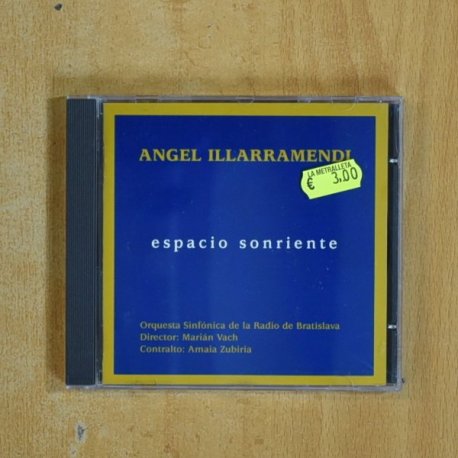 ANGEL ILLARRAMENDI
LA METRALLETA
€ 3,00
espacio sonriente
Orquesta Sinfónica de la Radio de Bratislava
Director: Marián Vach
Contralto: Amaia Zubiria